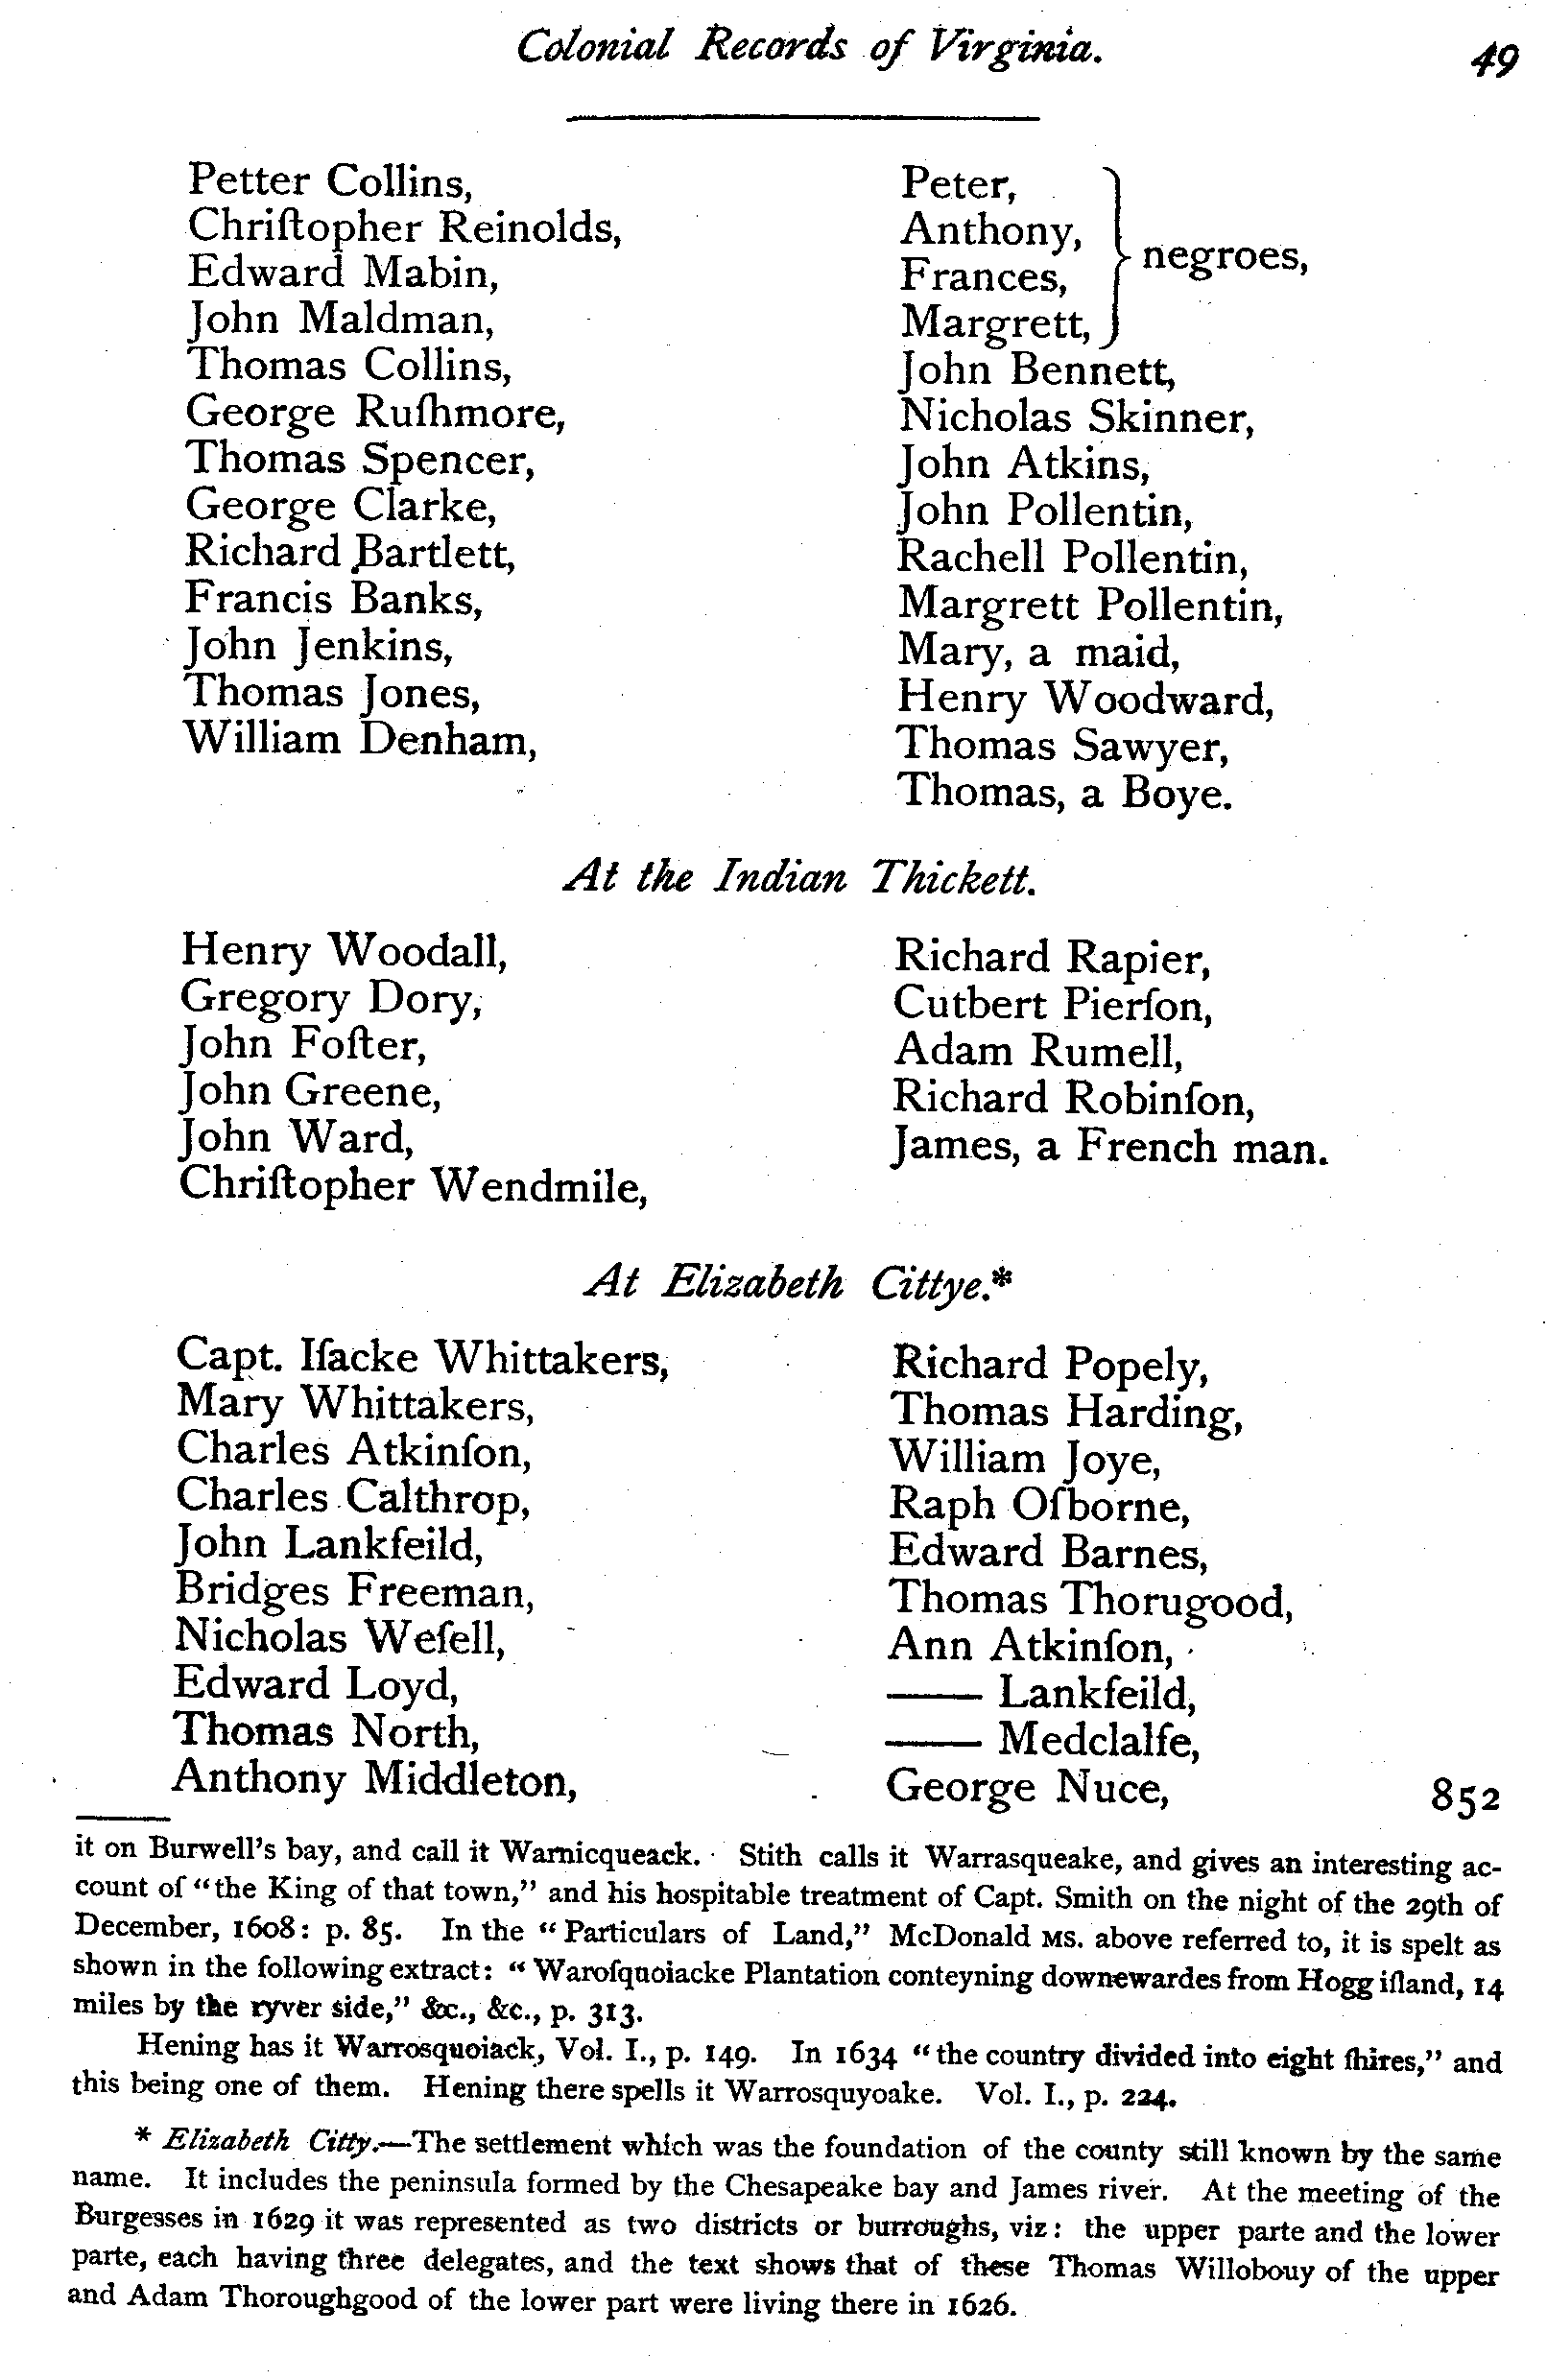 Colonial Records of Virginia. 49
Petter Collins,
Chriſtopher Reinolds,
Edward Mabin,
John Maldman,
Thomas Collins,
George Ruſhmore,
Thomas Spencer,
George Clarke,
Richard Bartlett,
Francis Banks,
John Jenkins,
Thomas Jones,
William Denham,
Peter,
Anthony,
Frances,
Margrett,
negroes,
John Bennett,
Nicholas Skinner,
John Atkins,
John Pollentin,
Rachell Pollentin,
Margrett Pollentin,
Mary, a maid,
Henry Woodward,
Thomas Sawyer,
Thomas, a Boye.
At the Indian Thickett.
Henry Woodall,
Gregory Dory,
John Foſter,
John Greene,
John Ward,
Chriſtopher Wendmile,
Richard Rapier,
Cutbert Pierſon,
Adam Rumell,
Richard Robinſon,
James, a French man.
At Elizabeth Cittye.*
Capt. Iſacke Whittakers,
Mary Whittakers,
Charles Atkinſon,
Charles Calthrop,
John Lankfeild,
Bridges Freeman,
Nicholas Weſell,
Edward Loyd,
Thomas North,
Anthony Middleton,
Richard Popely,
Thomas Harding,
William Joye,
Raph Oſborne,
Edward Barnes,
Thomas Thorugood,
Ann Atkinſon,
—— Lankfeild,
—— Medclalfe,
George Nuce,
852
it on Burwell's bay, and call it Warnicqueack. Stith calls it Warrasqueake, and gives an interesting ac-
count of "the King of that town," and his hospitable treatment of Capt. Smith on the night of the 29th of
December, 1608: p. 85. In the "Particulars of Land," McDonald MS. above referred to, it is spelt as
shown in the following extract: "Warofquoiacke Plantation conteyning downewardes from Hogg iſland, 14
miles by the ryver side," &c., &c., p. 313.
Hening has it Warrosquoiack, Vol. I., p. 149. In 1634 "the country divided into eight ſhires," and
this being one of them. Hening there spells it Warrosquyoake. Vol. I., p. 224.
* Elizabeth Citty.—The settlement which was the foundation of the county still known by the same
name. It includes the peninsula formed by the Chesapeake bay and James river. At the meeting of the
Burgesses in 1629 it was represented as two districts or burroughs, viz: the upper parte and the lower
parte, each having three delegates, and the text shows that of these Thomas Willobouy of the upper
and Adam Thoroughgood of the lower part were living there in 1626.